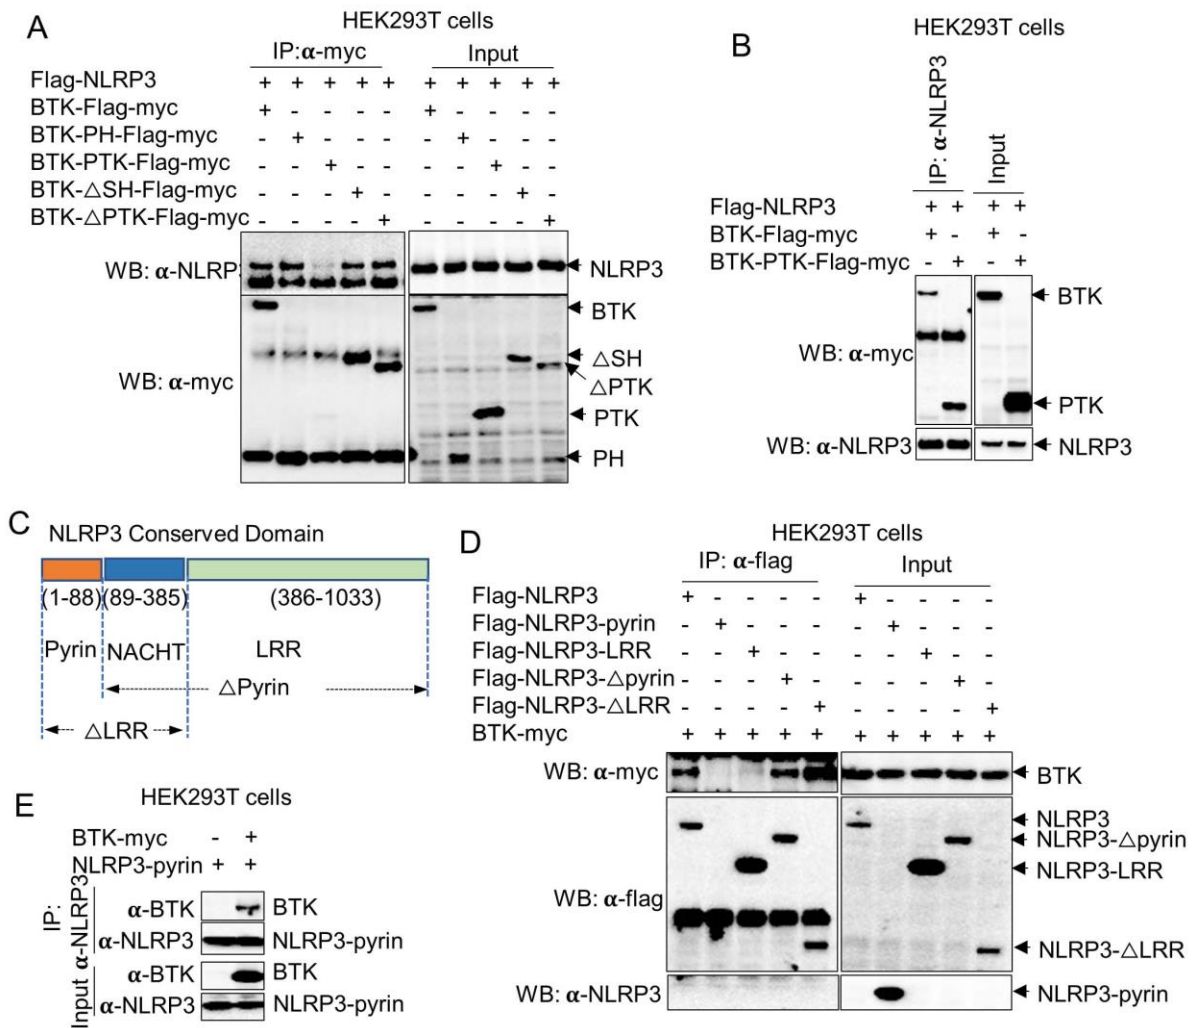 A
HEK293T cells
IP:α-myc
Input
Flag-NLRP3 + + + + + + + + + +
BTK-Flag-myc + - - - - + - - - -
BTK-PH-Flag-myc - + - - - - + - - -
BTK-PTK-Flag-myc - - + - - - - + - -
BTK-△SH-Flag-myc - - - + - - - - + -
BTK-△PTK-Flag-myc - - - - + - - - - +
WB: α-NLRP
NLRP3
WB: α-myc
BTK
△SH
△PTK
PTK
PH
B
HEK293T cells
IP: α-NLRP3
Input
Flag-NLRP3 + + + +
BTK-Flag-myc + - + -
BTK-PTK-Flag-myc - + - +
WB: α-myc
BTK
PTK
WB: α-NLRP3
NLRP3
C
NLRP3 Conserved Domain
(1-88) (89-385) (386-1033)
Pyrin NACHT LRR
△Pyrin
△LRR
D
HEK293T cells
IP: α-flag
Input
Flag-NLRP3 + - - - - + - - - -
Flag-NLRP3-pyrin - + - - - - + - - -
Flag-NLRP3-LRR - - + - - - - + - -
Flag-NLRP3-△pyrin - - - + - - - - + -
Flag-NLRP3-△LRR - - - - + - - - - +
BTK-myc + + + + + + + + + +
WB: α-myc
BTK
WB: α-flag
NLRP3
NLRP3-△pyrin
NLRP3-LRR
NLRP3-△LRR
WB: α-NLRP3
NLRP3-pyrin
E
HEK293T cells
BTK-myc - +
NLRP3-pyrin + +
IP: α-NLRP3
α-BTK BTK
α-NLRP3 NLRP3-pyrin
Input
α-BTK BTK
α-NLRP3 NLRP3-pyrin